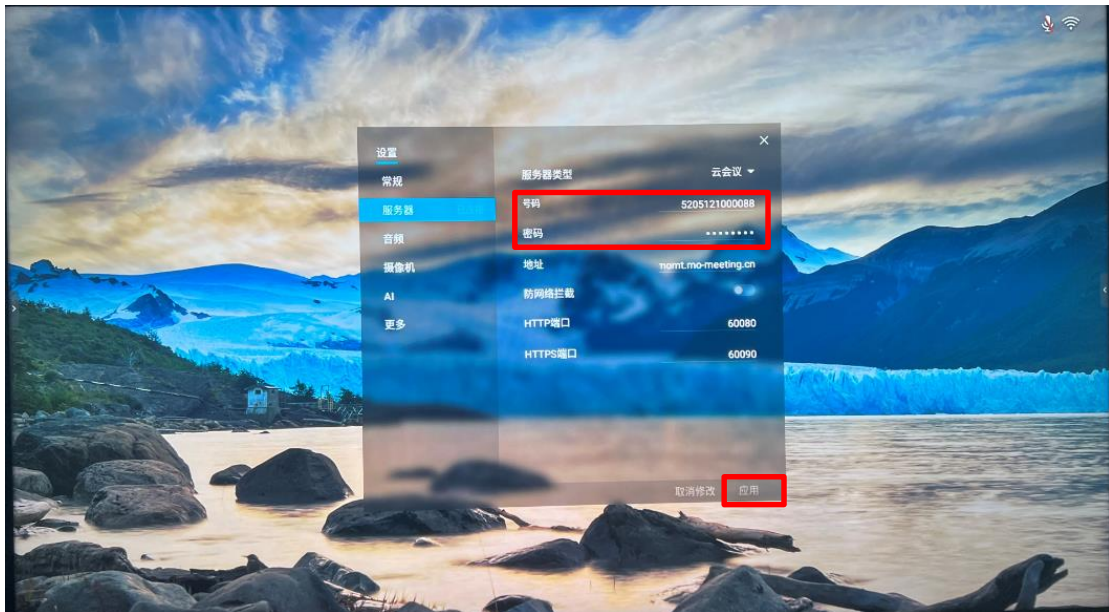 设置
常规
服务器
音频
摄像机
AI
更多
服务器类型 云会议
号码 5205121000088
密码 ••••••••
地址 mornt.mo-meeting.cn
防网络拦截
HTTP端口 60080
HTTPS端口 60090
取消修改 应用